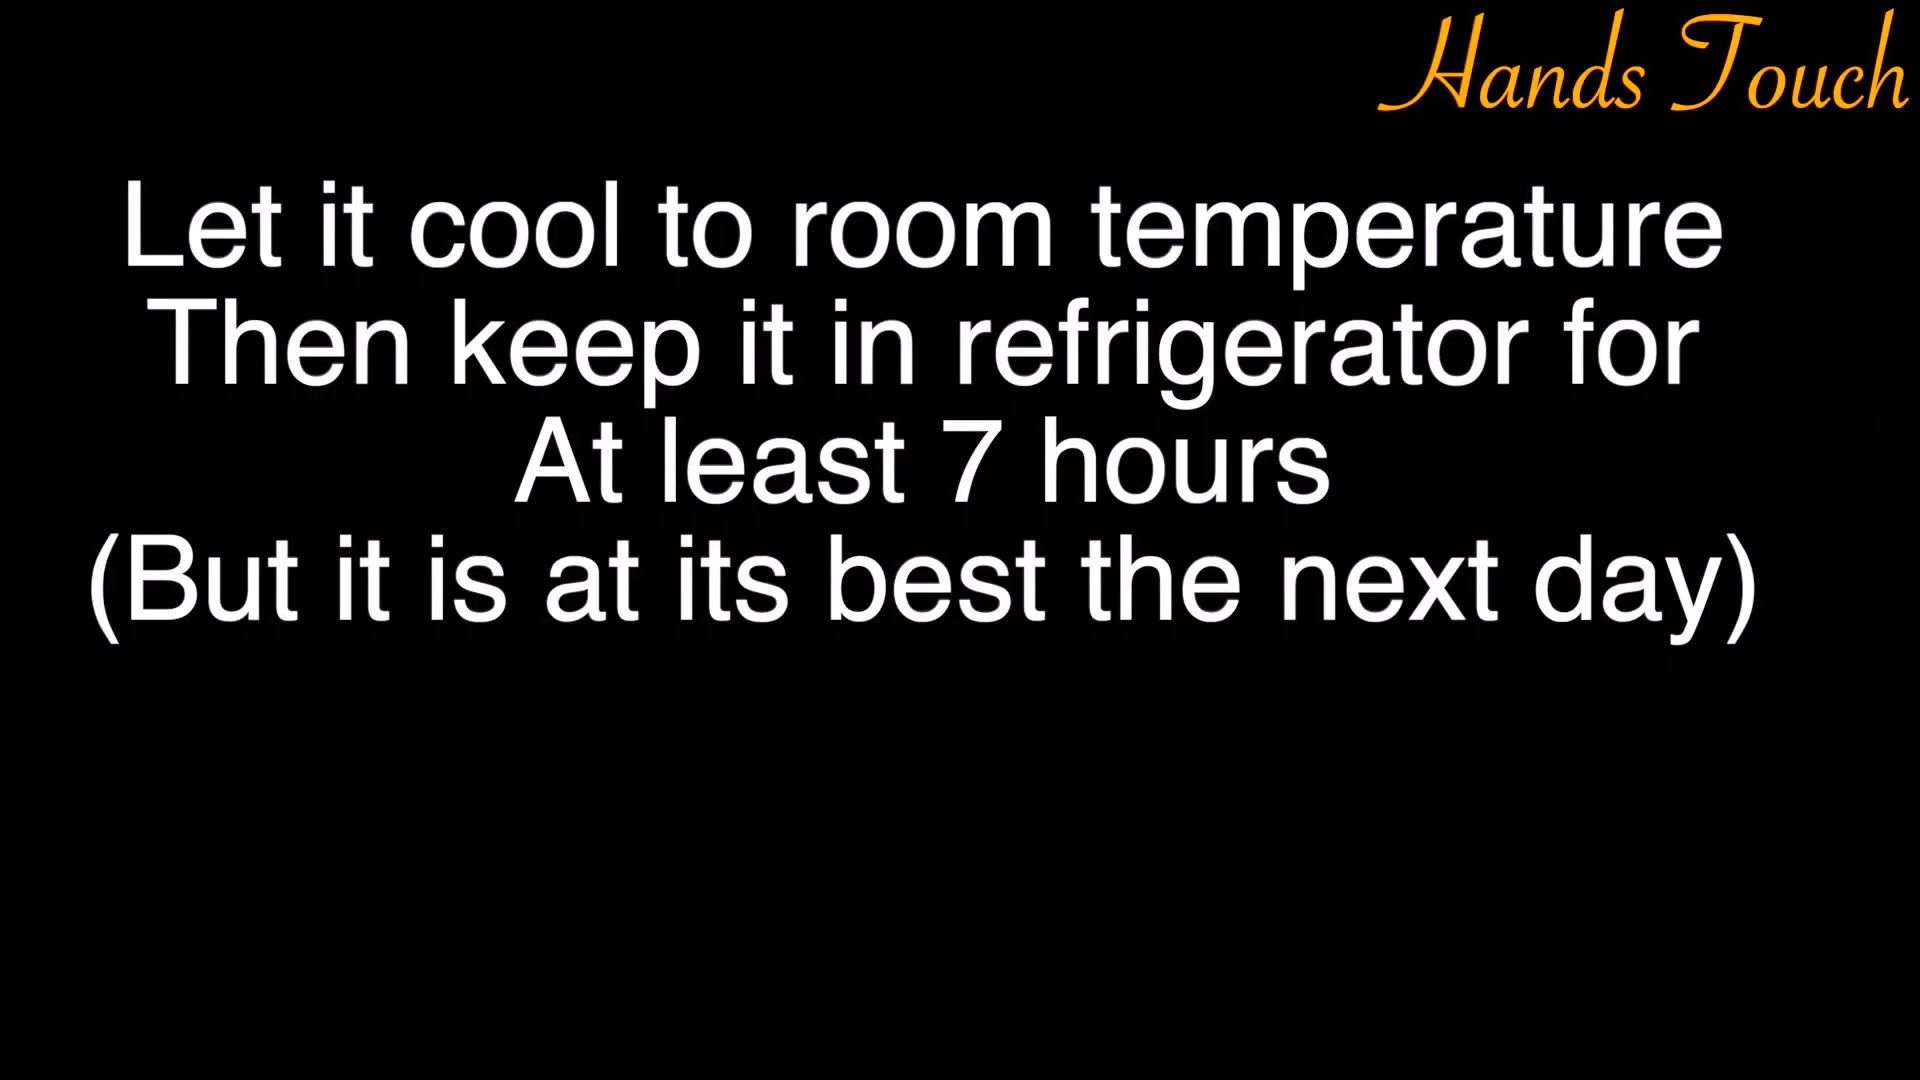 Hands Touch
Let it cool to room temperature
Then keep it in refrigerator for
At least 7 hours
(But it is at its best the next day)